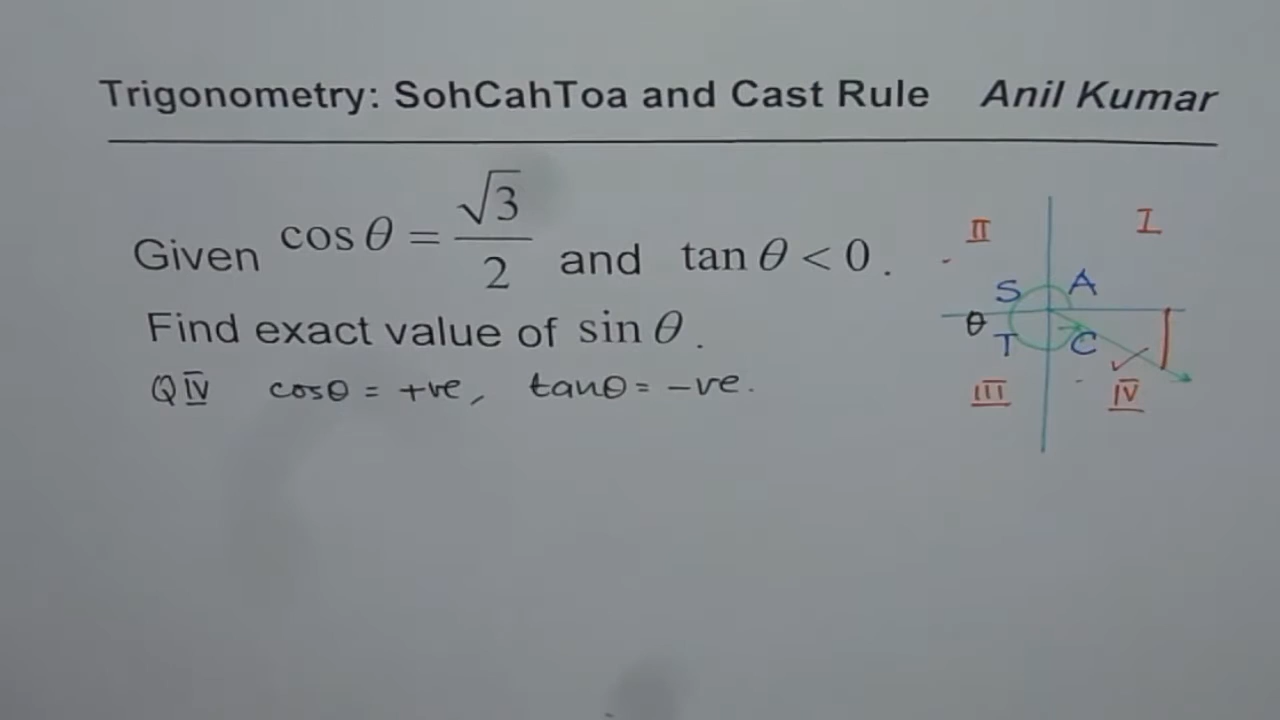 Trigonometry: SohCahToa and Cast Rule Anil Kumar
Given cos θ = √3/2 and tan θ < 0.
Find exact value of sin θ.
QIV cosθ = +ve, tanθ = -ve.
II I
S A
θ T C
III IV